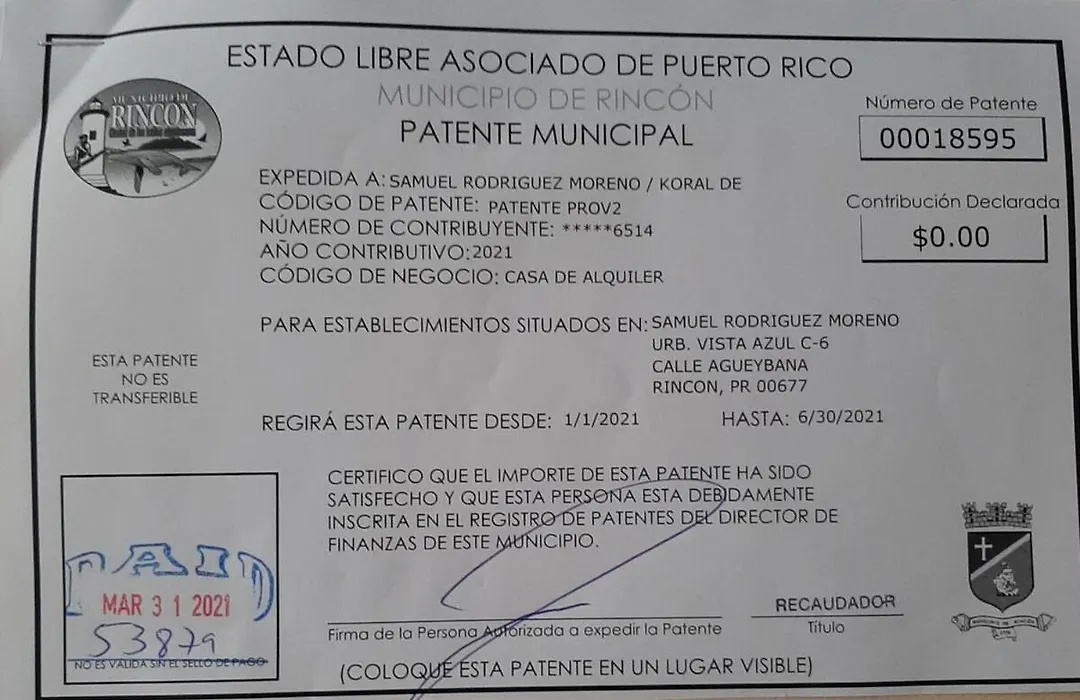 ESTADO LIBRE ASOCIADO DE PUERTO RICO
MUNICIPIO DE RINCÓN
PATENTE MUNICIPAL
MUNICIPIO DE
RINCÓN
Número de Patente
00018595
Contribución Declarada
$0.00
EXPEDIDA A: SAMUEL RODRIGUEZ MORENO / KORAL DE
CÓDIGO DE PATENTE: PATENTE PROV2
NÚMERO DE CONTRIBUYENTE: *****6514
AÑO CONTRIBUTIVO: 2021
CÓDIGO DE NEGOCIO: CASA DE ALQUILER
PARA ESTABLECIMIENTOS SITUADOS EN: SAMUEL RODRIGUEZ MORENO
URB. VISTA AZUL C-6
CALLE AGUEYBANA
RINCON, PR 00677
ESTA PATENTE
NO ES
TRANSFERIBLE
REGIRÁ ESTA PATENTE DESDE: 1/1/2021 HASTA: 6/30/2021
CERTIFICO QUE EL IMPORTE DE ESTA PATENTE HA SIDO
SATISFECHO Y QUE ESTA PERSONA ESTA DEBIDAMENTE
INSCRITA EN EL REGISTRO DE PATENTES DEL DIRECTOR DE
FINANZAS DE ESTE MUNICIPIO.
PAID
MAR 31 2021
53879
NO ES VALIDA SIN EL SELLO DE PAGO
Firma de la Persona Autorizada a expedir la Patente
RECAUDADOR
Título
(COLOQUE ESTA PATENTE EN UN LUGAR VISIBLE)